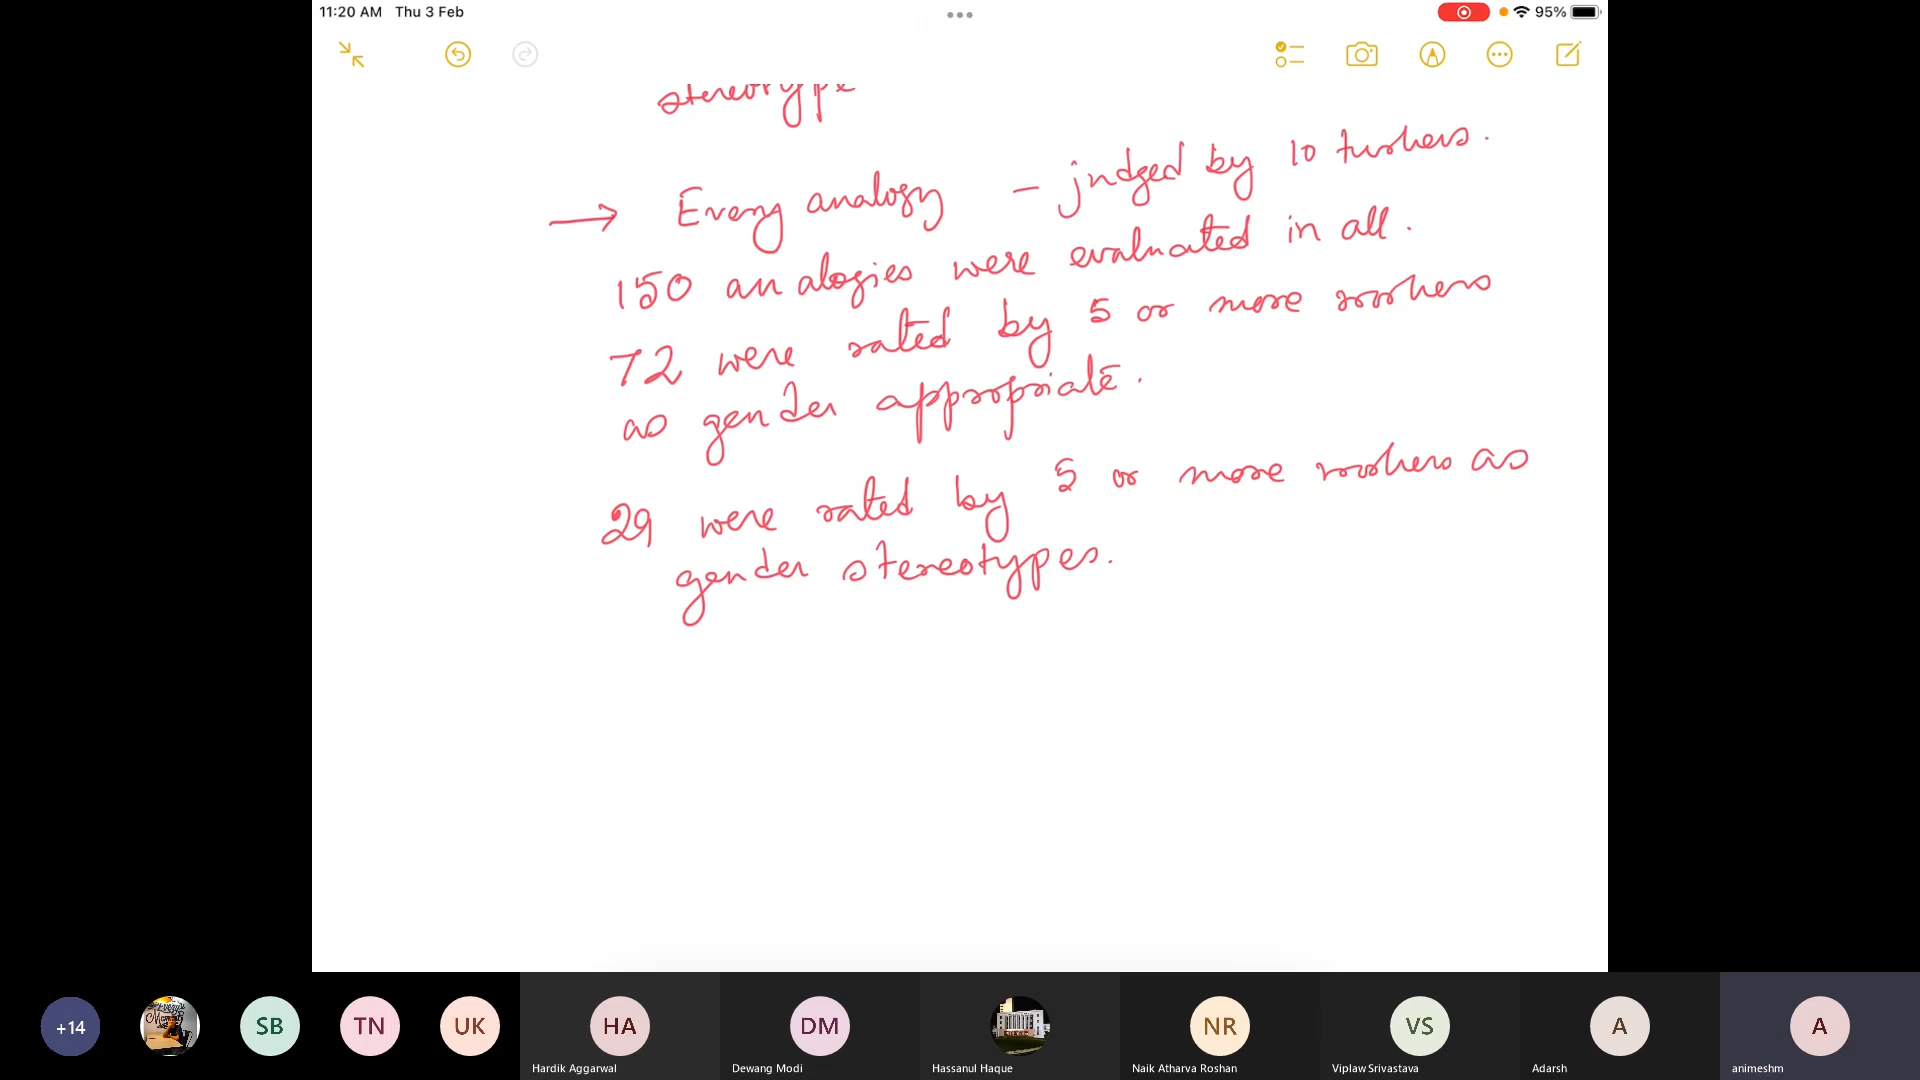 11:20 AM Thu 3 Feb
95%
stereotype
→ Every analogy - judged by 10 turkers.
150 analogies were evaluated in all.
72 were rated by 5 or more workers
as gender appropriate.
29 were rated by 5 or more workers as
gender stereotypes.
+14
SB
TN
UK
HA
DM
NR
VS
A
A
Hardik Aggarwal
Dewang Modi
Hassanul Haque
Naik Atharva Roshan
Viplaw Srivastava
Adarsh
animeshm